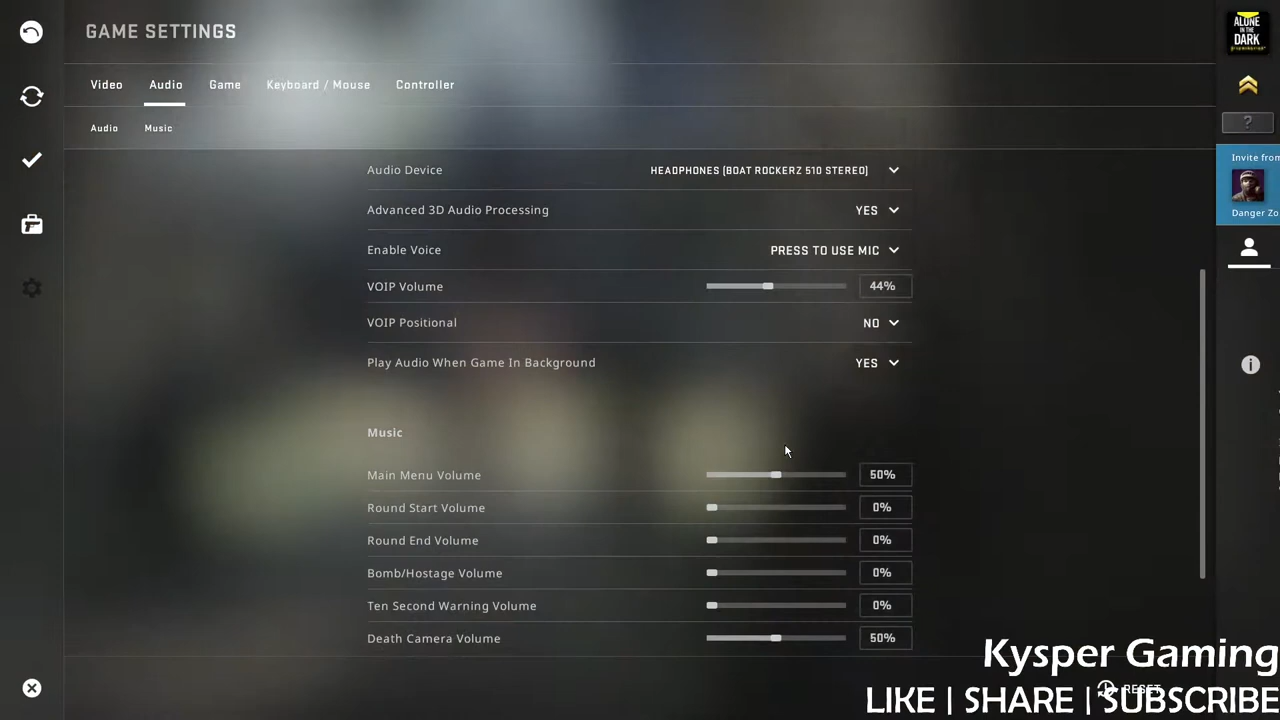 GAME SETTINGS
ALONE
IN THE
DARK
Video Audio Game Keyboard / Mouse Controller
?
Audio Music
Invite from
Audio Device HEADPHONES (BOAT ROCKERZ 510 STEREO)
Advanced 3D Audio Processing YES
Danger Zo
Enable Voice PRESS TO USE MIC
VOIP Volume 44%
VOIP Positional NO
Play Audio When Game In Background YES
Music
Main Menu Volume 50%
Round Start Volume 0%
Round End Volume 0%
Bomb/Hostage Volume 0%
Ten Second Warning Volume 0%
Death Camera Volume 50%
Kysper Gaming
RESET
LIKE | SHARE | SUBSCRIBE